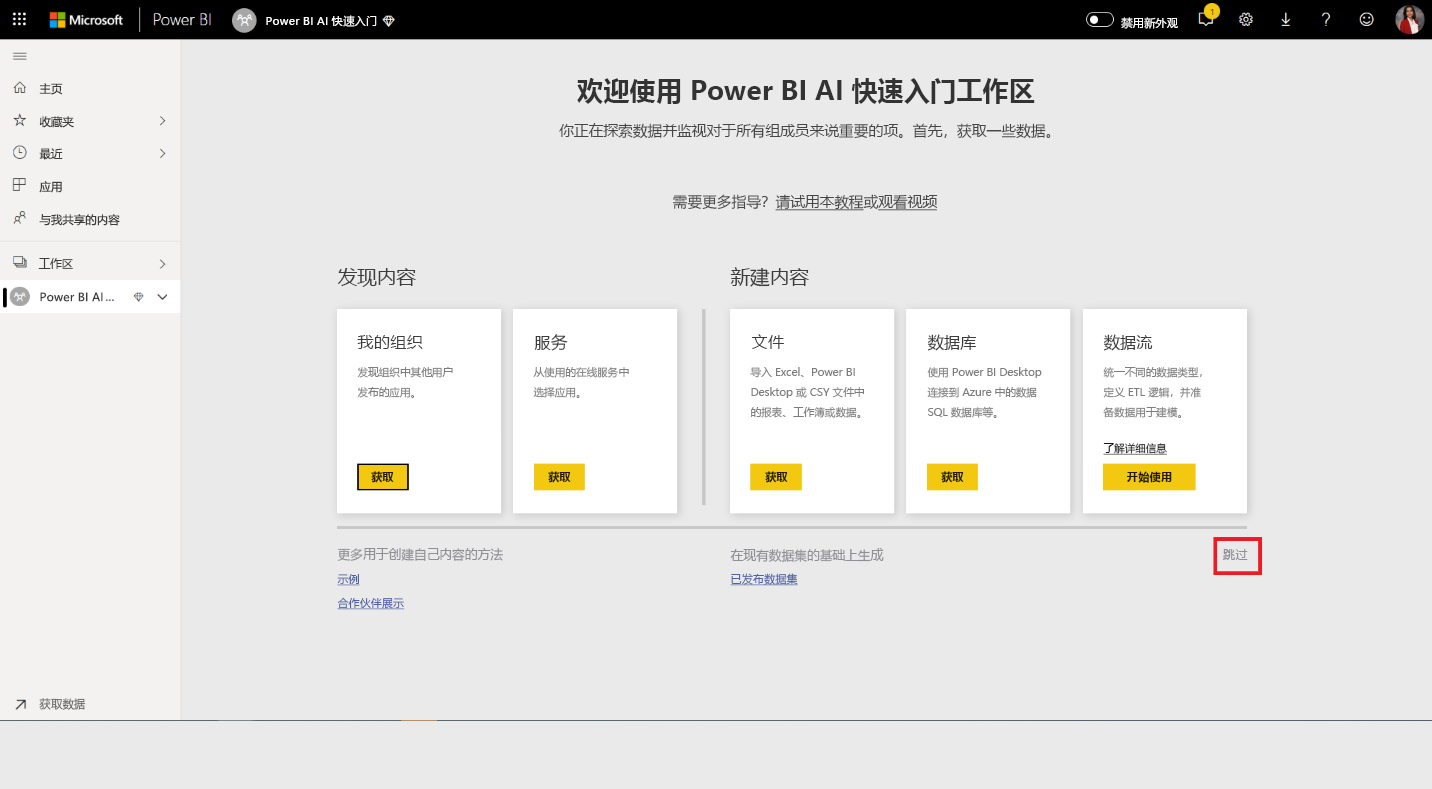 Microsoft Power BI Power BI AI 快速入门 禁用新外观 1
主页
收藏夹
最近
应用
与我共享的内容
工作区
Power BI AI...
获取数据
欢迎使用 Power BI AI 快速入门工作区
你正在探索数据并监视对于所有组成员来说重要的项。首先，获取一些数据。
需要更多指导？请试用本教程或观看视频
发现内容
我的组织
发现组织中其他用户
发布的应用。
获取
服务
从使用的在线服务中
选择应用。
获取
新建内容
文件
导入 Excel、Power BI
Desktop 或 CSY 文件中
的报表、工作簿或数据。
获取
数据库
使用 Power BI Desktop
连接到 Azure 中的数据
SQL 数据库等。
获取
数据流
统一不同的数据类型，
定义 ETL 逻辑，并准
备数据用于建模。
了解详细信息
开始使用
更多用于创建自己内容的方法
示例
合作伙伴展示
在现有数据集的基础上生成
已发布数据集
跳过